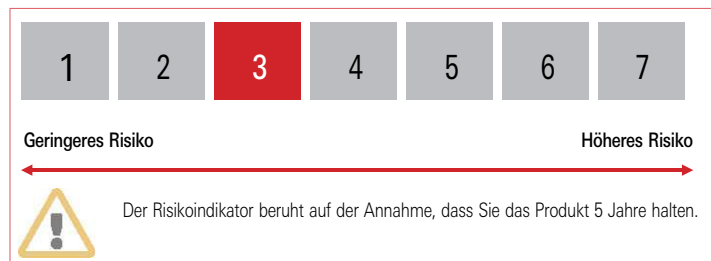 1 2 3 4 5 6 7
Geringeres Risiko Höheres Risiko
Der Risikoindikator beruht auf der Annahme, dass Sie das Produkt 5 Jahre halten.